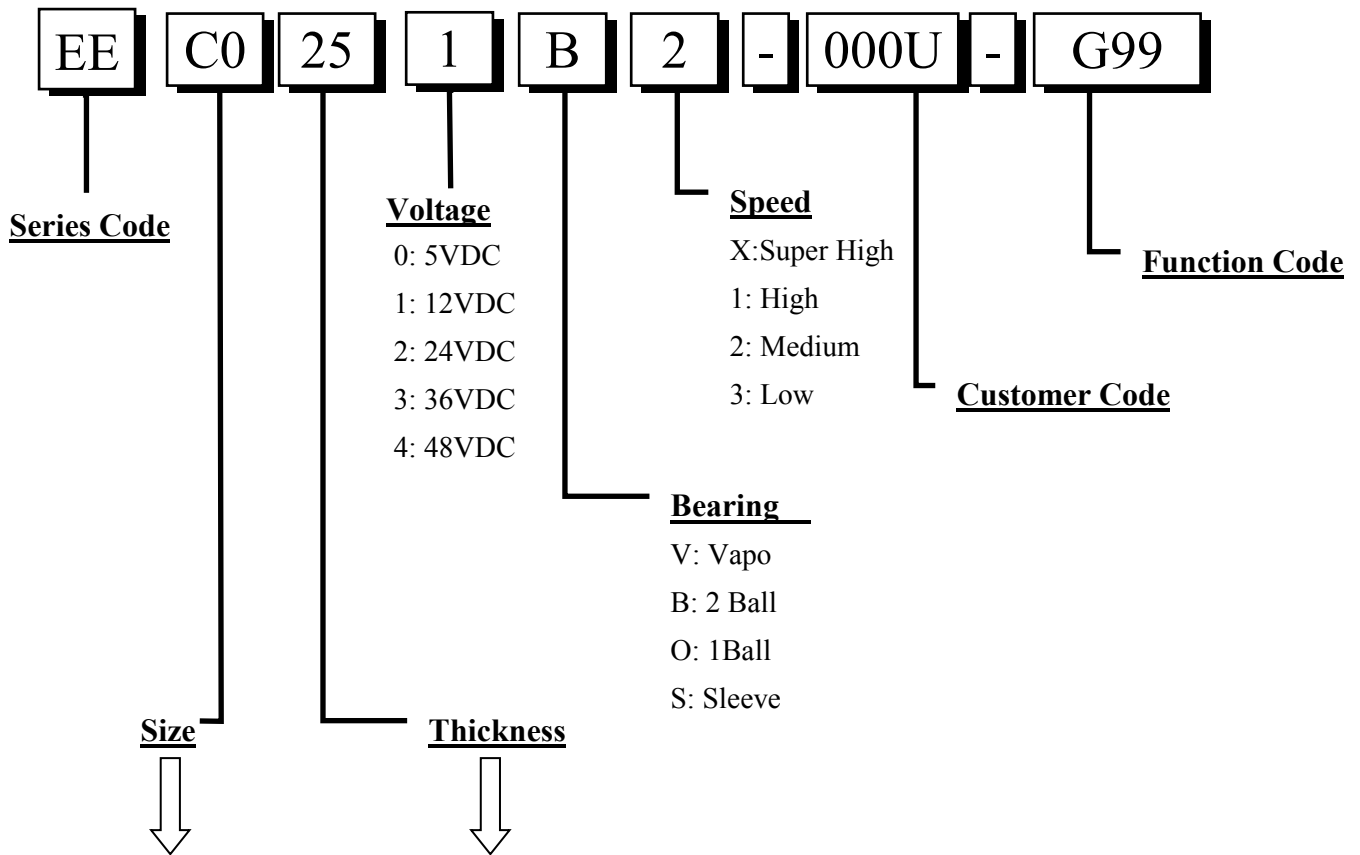 EE C0 25 1 B 2 - 000U - G99
Series Code
Voltage
0: 5VDC
1: 12VDC
2: 24VDC
3: 36VDC
4: 48VDC
Speed
X:Super High
1: High
2: Medium
3: Low
Function Code
Customer Code
Bearing
V: Vapo
B: 2 Ball
O: 1Ball
S: Sleeve
Size
Thickness